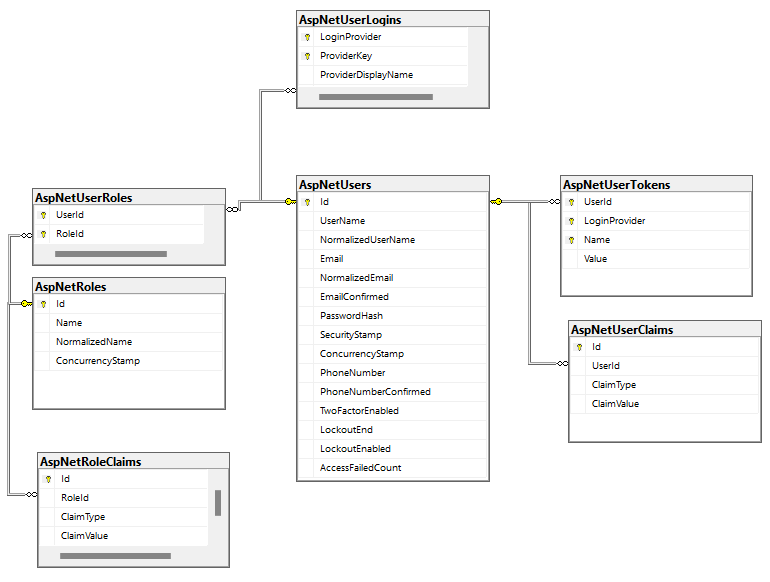 AspNetUserLogins
LoginProvider
ProviderKey
ProviderDisplayName
AspNetUserRoles
UserId
RoleId
AspNetRoles
Id
Name
NormalizedName
ConcurrencyStamp
AspNetRoleClaims
Id
RoleId
ClaimType
ClaimValue
AspNetUsers
Id
UserName
NormalizedUserName
Email
NormalizedEmail
EmailConfirmed
PasswordHash
SecurityStamp
ConcurrencyStamp
PhoneNumber
PhoneNumberConfirmed
TwoFactorEnabled
LockoutEnd
LockoutEnabled
AccessFailedCount
AspNetUserTokens
UserId
LoginProvider
Name
Value
AspNetUserClaims
Id
UserId
ClaimType
ClaimValue